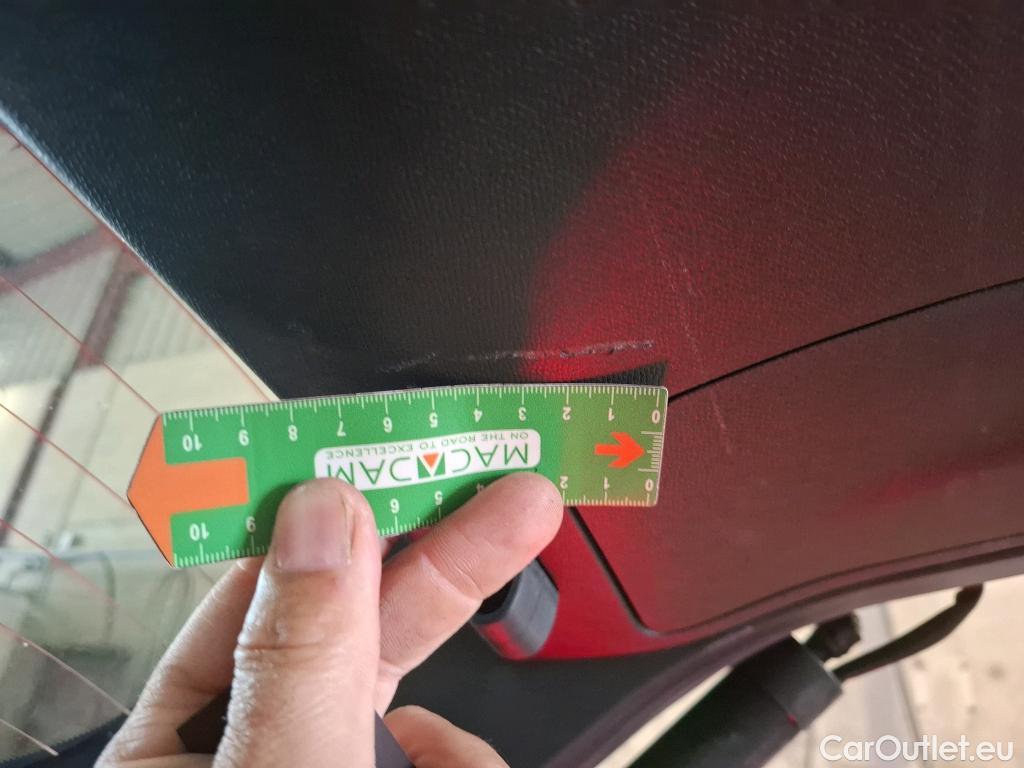 0 1 2 3 4 5 6 7 8 9 10
MACADAM
ON THE ROAD TO EXCELLENCE
0 1 2 4 5 6 9 10
CarOutlet.eu